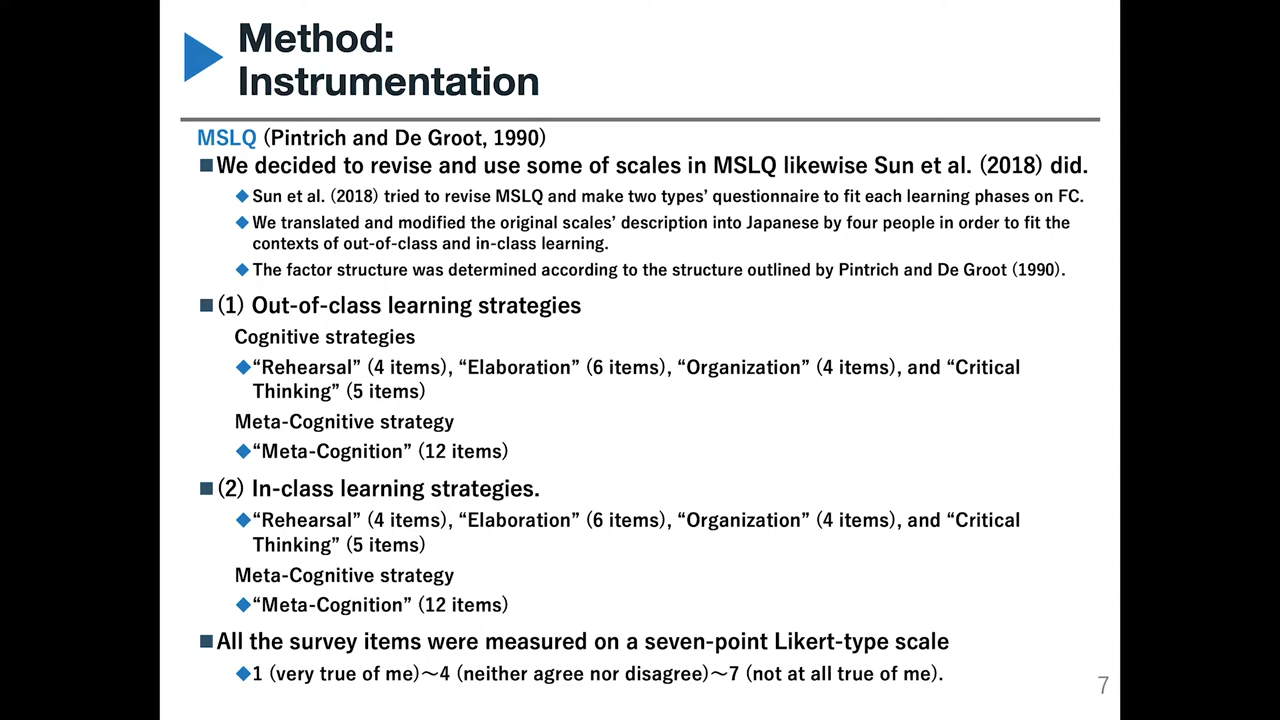 Method:
Instrumentation
MSLQ (Pintrich and De Groot, 1990)
■We decided to revise and use some of scales in MSLQ likewise Sun et al. (2018) did.
◆Sun et al. (2018) tried to revise MSLQ and make two types’ questionnaire to fit each learning phases on FC.
◆We translated and modified the original scales’ description into Japanese by four people in order to fit the
contexts of out-of-class and in-class learning.
◆The factor structure was determined according to the structure outlined by Pintrich and De Groot (1990).
■(1) Out-of-class learning strategies
Cognitive strategies
◆“Rehearsal” (4 items), “Elaboration” (6 items), “Organization” (4 items), and “Critical
Thinking” (5 items)
Meta-Cognitive strategy
◆“Meta-Cognition” (12 items)
■(2) In-class learning strategies.
◆“Rehearsal” (4 items), “Elaboration” (6 items), “Organization” (4 items), and “Critical
Thinking” (5 items)
Meta-Cognitive strategy
◆“Meta-Cognition” (12 items)
■All the survey items were measured on a seven-point Likert-type scale
◆1 (very true of me)～4 (neither agree nor disagree)～7 (not at all true of me).
7